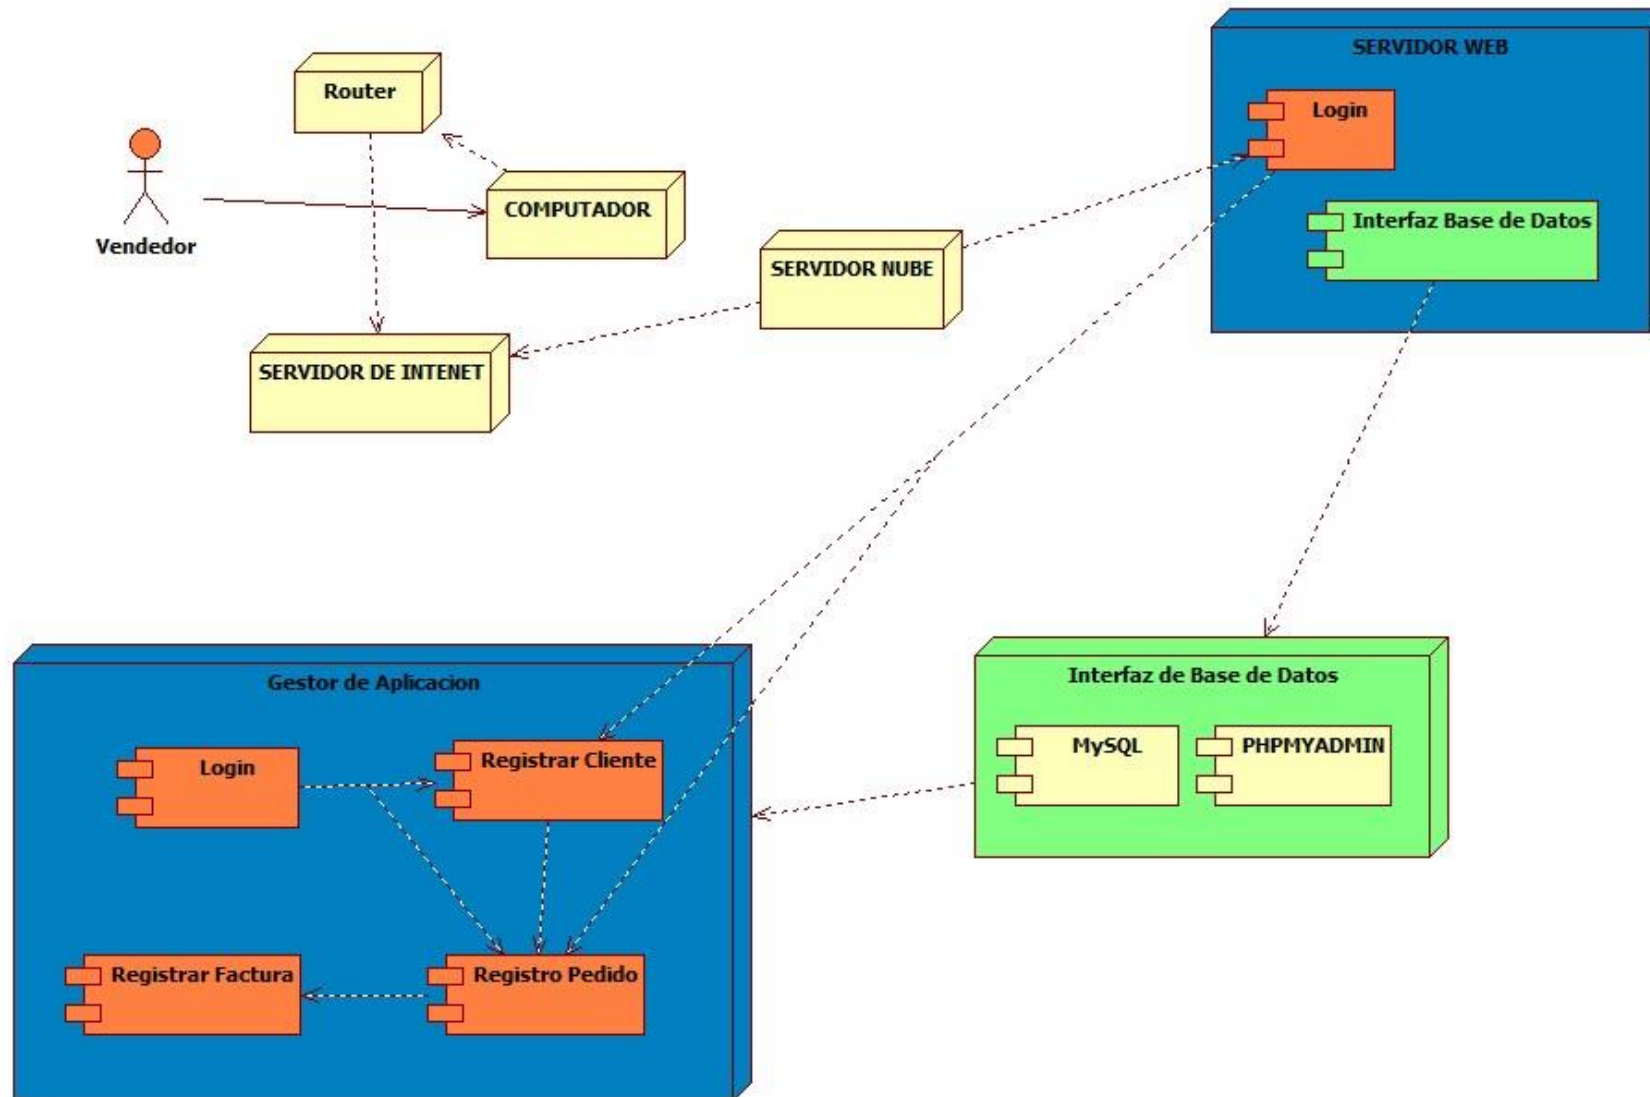 SERVIDOR WEB
Router
Login
COMPUTADOR
Vendedor
Interfaz Base de Datos
SERVIDOR NUBE
SERVIDOR DE INTENET
Gestor de Aplicacion
Interfaz de Base de Datos
Login
Registrar Cliente
MySQL
PHPMYADMIN
Registrar Factura
Registro Pedido